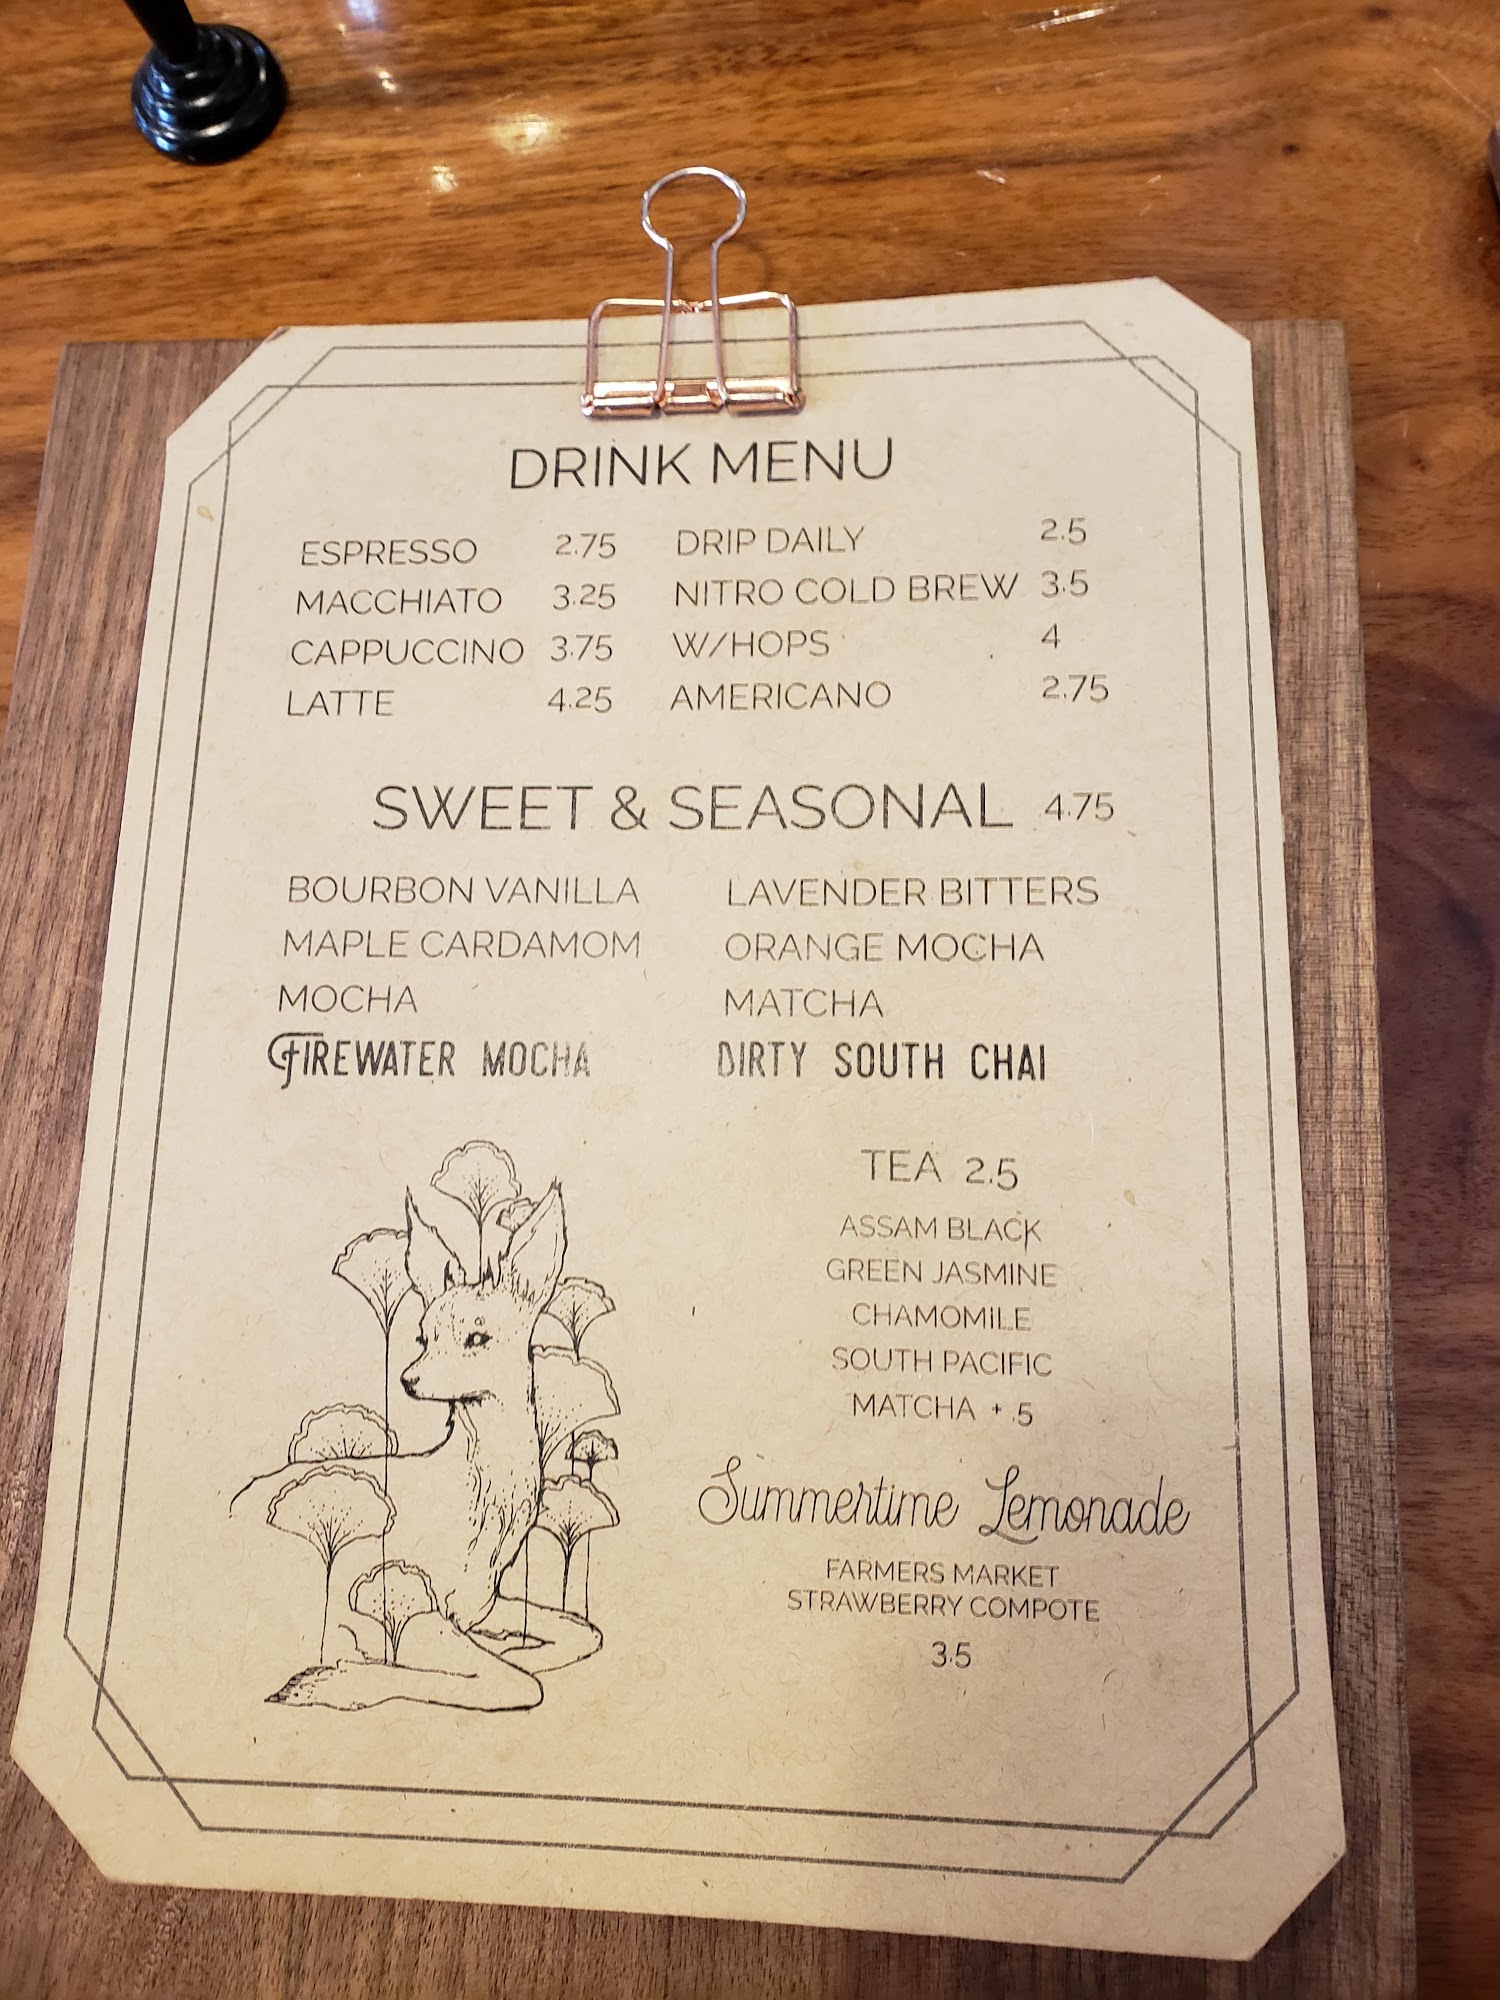 DRINK MENU
ESPRESSO 2.75 DRIP DAILY 2.5
MACCHIATO 3.25 NITRO COLD BREW 3.5
CAPPUCCINO 3.75 W/HOPS 4
LATTE 4.25 AMERICANO 2.75
SWEET & SEASONAL 4.75
BOURBON VANILLA LAVENDER BITTERS
MAPLE CARDAMOM ORANGE MOCHA
MOCHA MATCHA
FIREWATER MOCHA DIRTY SOUTH CHAI
TEA 2.5
ASSAM BLACK
GREEN JASMINE
CHAMOMILE
SOUTH PACIFIC
MATCHA + .5
Summertime Lemonade
FARMERS MARKET
STRAWBERRY COMPOTE
3.5